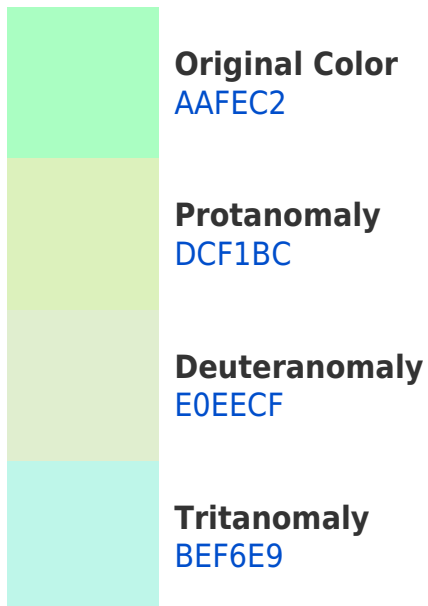 Original Color
AAFEC2
Protanomaly
DCF1BC
Deuteranomaly
E0EECF
Tritanomaly
BEF6E9